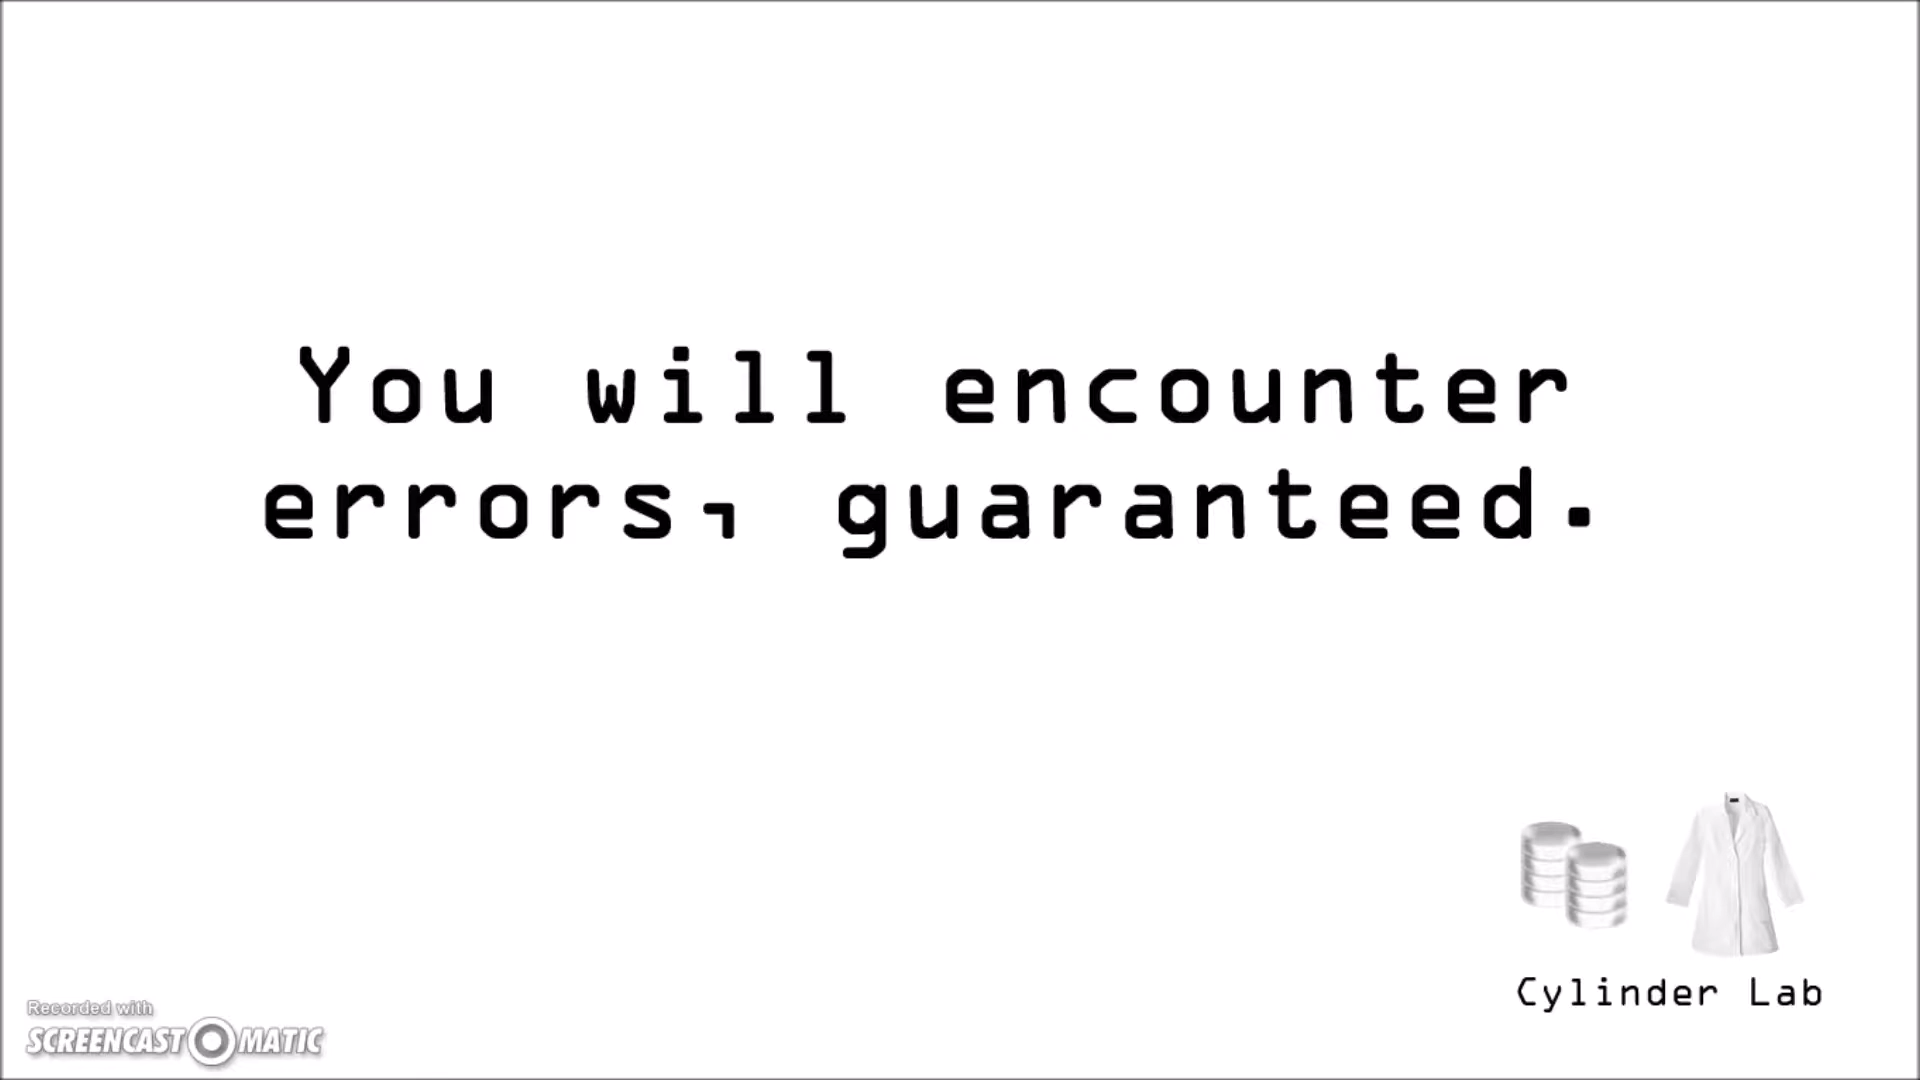 You will encounter
errors, guaranteed.
Cylinder Lab
Recorded with
SCREENCAST MATIC